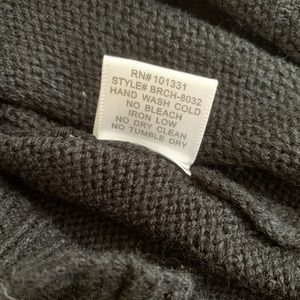 RN# 101331
STYLE# BRCH-8032
HAND WASH COLD
NO BLEACH
IRON LOW
NO DRY CLEAN
NO TUMBLE DRY